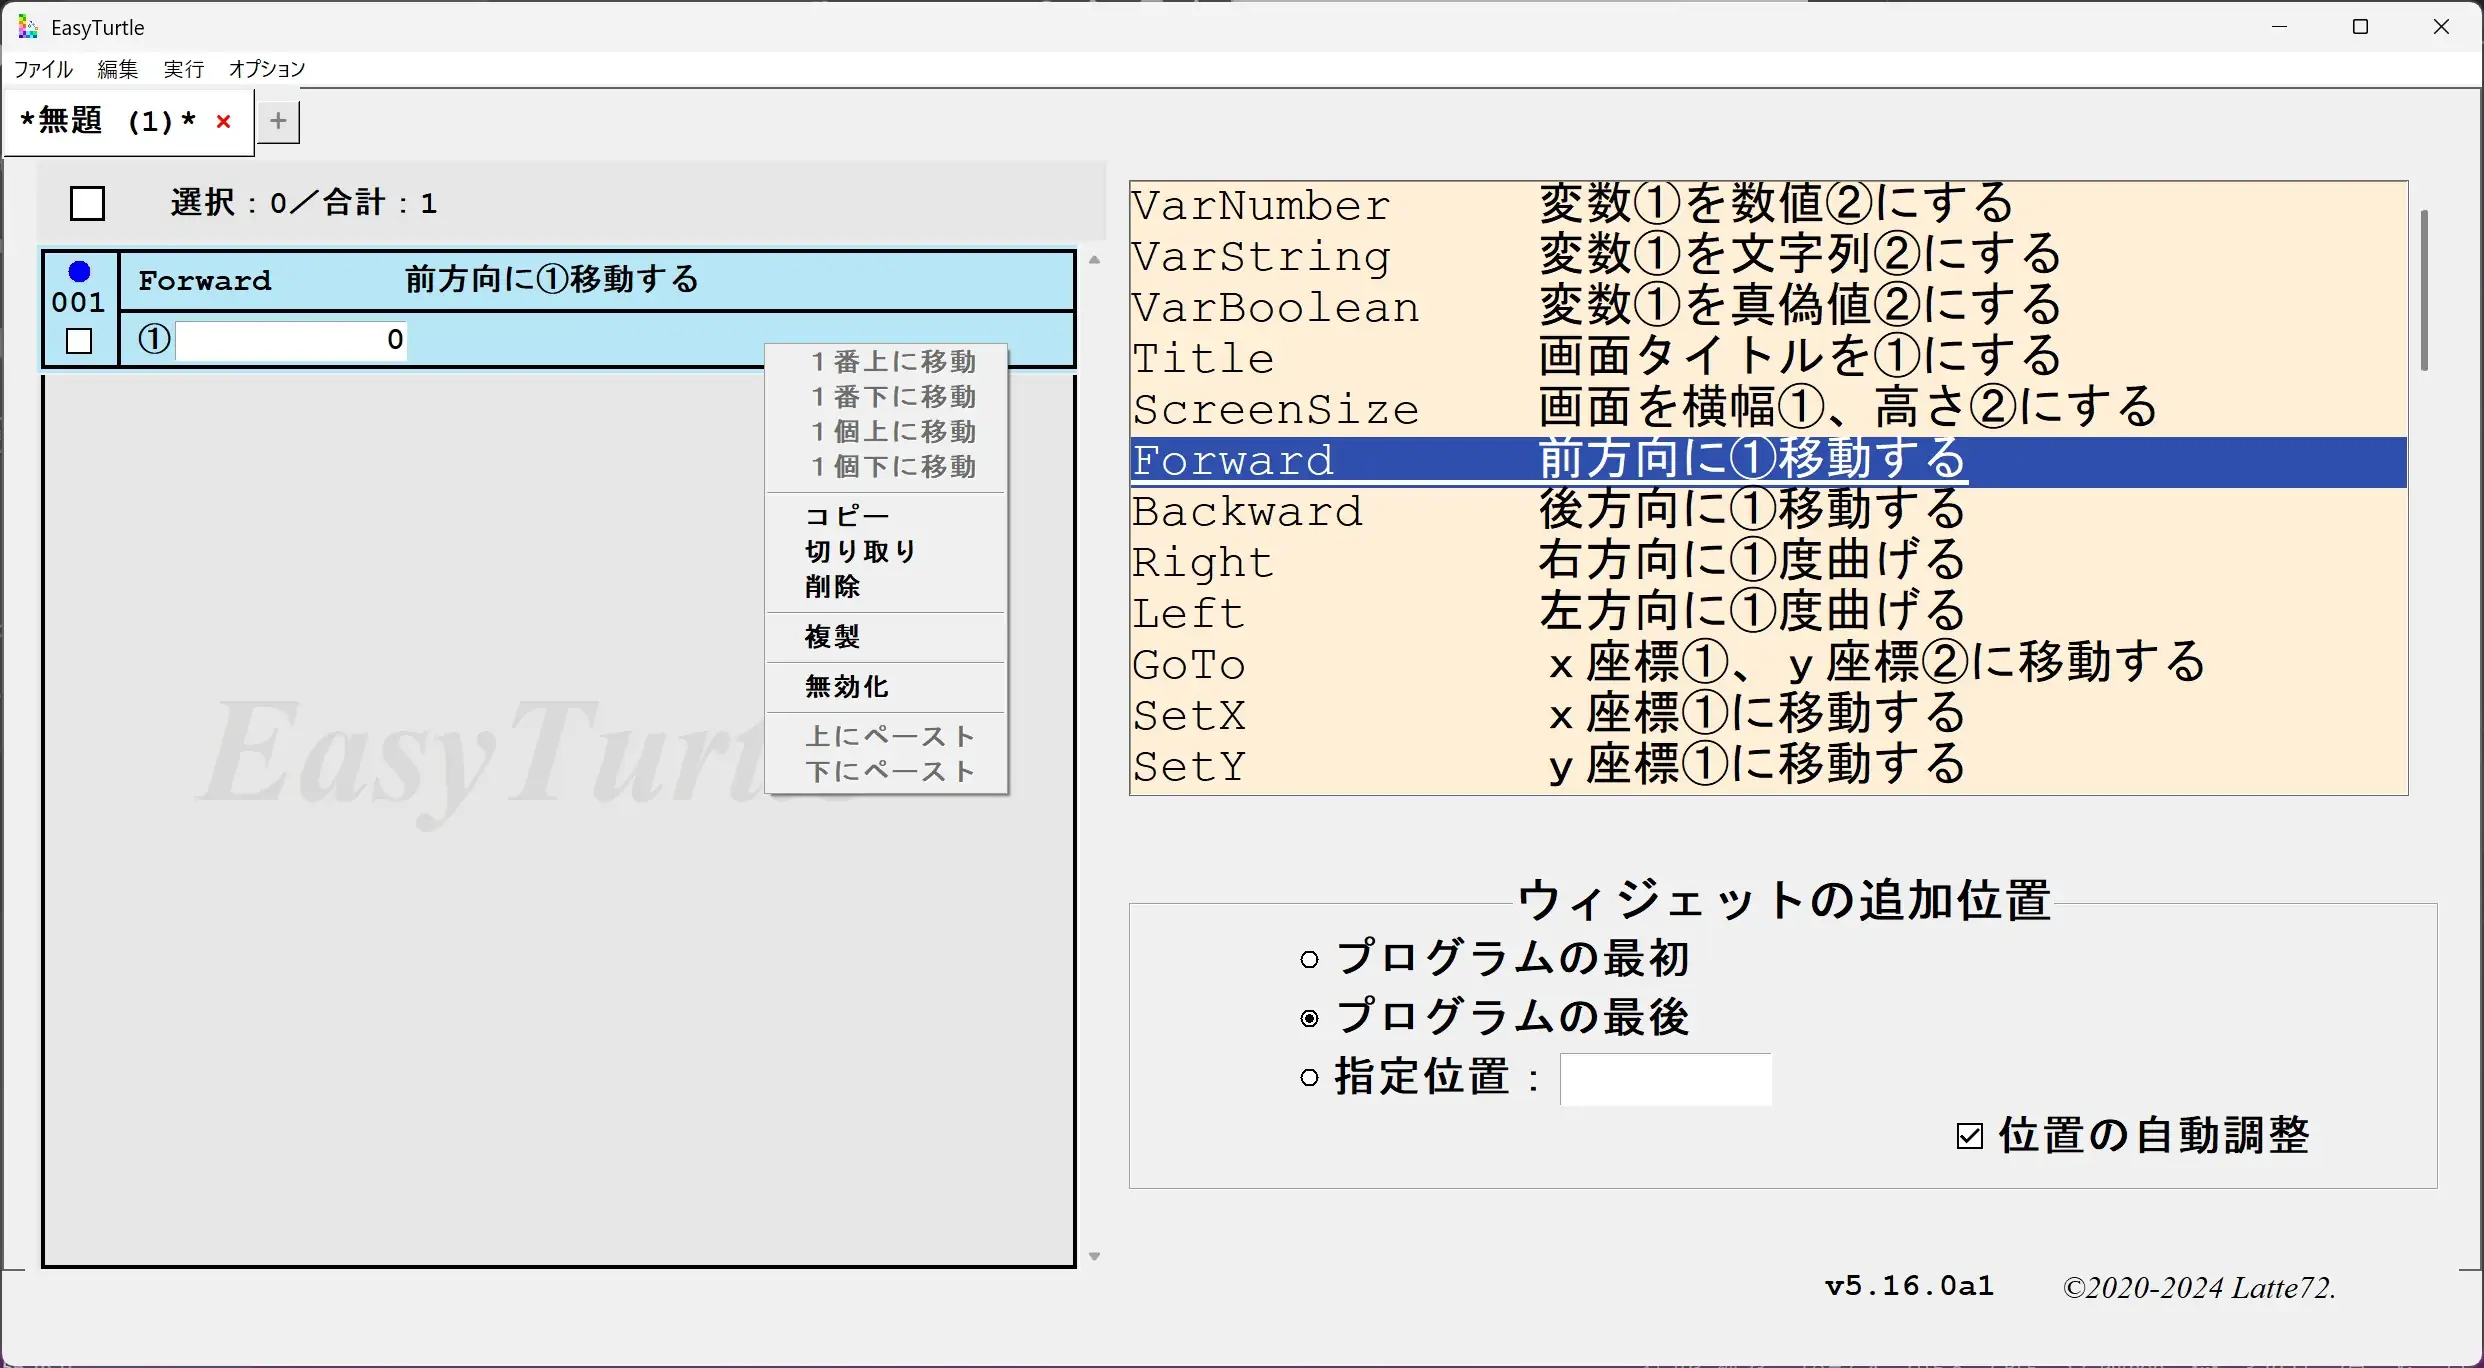 EasyTurtle
ファイル 編集 実行 オプション
*無題 (1)* × +
選択：0／合計：1
001
Forward 前方向に①移動する
① 0
1番上に移動
1番下に移動
1個上に移動
1個下に移動
コピー
切り取り
削除
複製
無効化
上にペースト
下にペースト
EasyTurt
VarNumber 変数①を数値②にする
VarString 変数①を文字列②にする
VarBoolean 変数①を真偽値②にする
Title 画面タイトルを①にする
ScreenSize 画面を横幅①、高さ②にする
Forward 前方向に①移動する
Backward 後方向に①移動する
Right 右方向に①度曲げる
Left 左方向に①度曲げる
GoTo ｘ座標①、ｙ座標②に移動する
SetX ｘ座標①に移動する
SetY ｙ座標①に移動する
ウィジェットの追加位置
プログラムの最初
プログラムの最後
指定位置：
位置の自動調整
v5.16.0a1 ©2020-2024 Latte72.